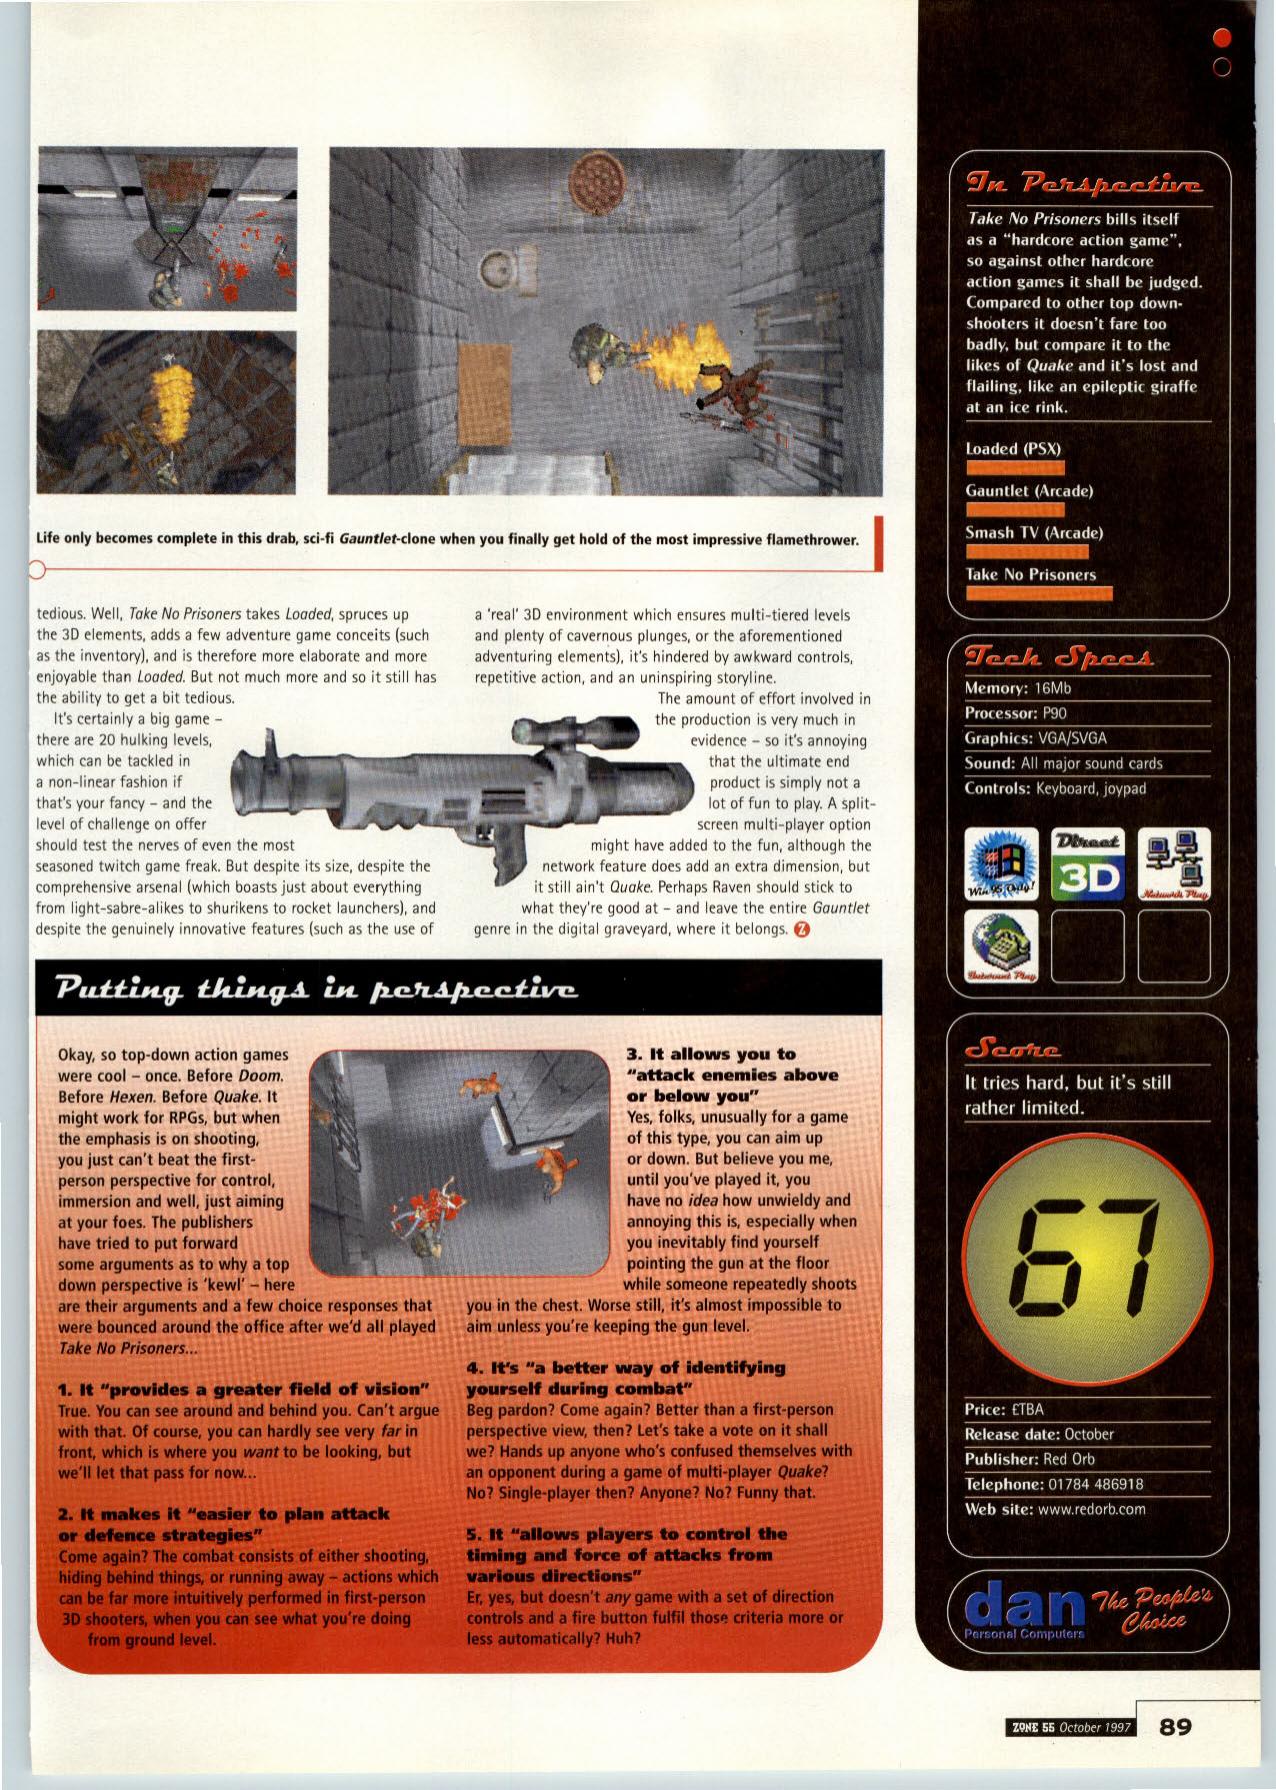 Life only becomes complete in this drab, sci-fi Gauntlet-clone when you finally get hold of the most impressive flamethrower.
tedious. Well, Take No Prisoners takes Loaded, spruces up
the 3D elements, adds a few adventure game conceits (such
as the inventory), and is therefore more elaborate and more
enjoyable than Loaded. But not much more and so it still has
the ability to get a bit tedious.
It's certainly a big game –
there are 20 hulking levels,
which can be tackled in
a non-linear fashion if
that's your fancy – and the
level of challenge on offer
should test the nerves of even the most
seasoned twitch game freak. But despite its size, despite the
comprehensive arsenal (which boasts just about everything
from light-sabre-alikes to shurikens to rocket launchers), and
despite the genuinely innovative features (such as the use of
a 'real' 3D environment which ensures multi-tiered levels
and plenty of cavernous plunges, or the aforementioned
adventuring elements), it's hindered by awkward controls,
repetitive action, and an uninspiring storyline.
The amount of effort involved in
the production is very much in
evidence – so it's annoying
that the ultimate end
product is simply not a
lot of fun to play. A split-
screen multi-player option
might have added to the fun, although the
network feature does add an extra dimension, but
it still ain't Quake. Perhaps Raven should stick to
what they're good at – and leave the entire Gauntlet
genre in the digital graveyard, where it belongs. Z
Putting things in perspective
Okay, so top-down action games
were cool – once. Before Doom.
Before Hexen. Before Quake. It
might work for RPGs, but when
the emphasis is on shooting,
you just can't beat the first-
person perspective for control,
immersion and well, just aiming
at your foes. The publishers
have tried to put forward
some arguments as to why a top
down perspective is 'kewl' – here
are their arguments and a few choice responses that
were bounced around the office after we'd all played
Take No Prisoners...
1. It "provides a greater field of vision"
True. You can see around and behind you. Can't argue
with that. Of course, you can hardly see very far in
front, which is where you want to be looking, but
we'll let that pass for now...
2. It makes it "easier to plan attack
or defence strategies"
Come again? The combat consists of either shooting,
hiding behind things, or running away – actions which
can be far more intuitively performed in first-person
3D shooters, when you can see what you're doing
from ground level.
3. It allows you to
"attack enemies above
or below you"
Yes, folks, unusually for a game
of this type, you can aim up
or down. But believe you me,
until you've played it, you
have no idea how unwieldy and
annoying this is, especially when
you inevitably find yourself
pointing the gun at the floor
while someone repeatedly shoots
you in the chest. Worse still, it's almost impossible to
aim unless you're keeping the gun level.
4. It's "a better way of identifying
yourself during combat"
Beg pardon? Come again? Better than a first-person
perspective view, then? Let's take a vote on it shall
we? Hands up anyone who's confused themselves with
an opponent during a game of multi-player Quake?
No? Single-player then? Anyone? No? Funny that.
5. It "allows players to control the
timing and force of attacks from
various directions"
Er, yes, but doesn't any game with a set of direction
controls and a fire button fulfil those criteria more or
less automatically? Huh?
In Perspective
Take No Prisoners bills itself
as a "hardcore action game",
so against other hardcore
action games it shall be judged.
Compared to other top down-
shooters it doesn't fare too
badly, but compare it to the
likes of Quake and it's lost and
flailing, like an epileptic giraffe
at an ice rink.
Loaded (PSX)
Gauntlet (Arcade)
Smash TV (Arcade)
Take No Prisoners
Tech Specs
Memory: 16Mb
Processor: P90
Graphics: VGA/SVGA
Sound: All major sound cards
Controls: Keyboard, joypad
Win 95 Only!
Direct
3D
Network Play
Internet Play
Score
It tries hard, but it's still
rather limited.
67
Price: £TBA
Release date: October
Publisher: Red Orb
Telephone: 01784 486918
Web site: www.redorb.com
dan
Personal Computers
The People's
Choice
ZONE 55 October 1997 89